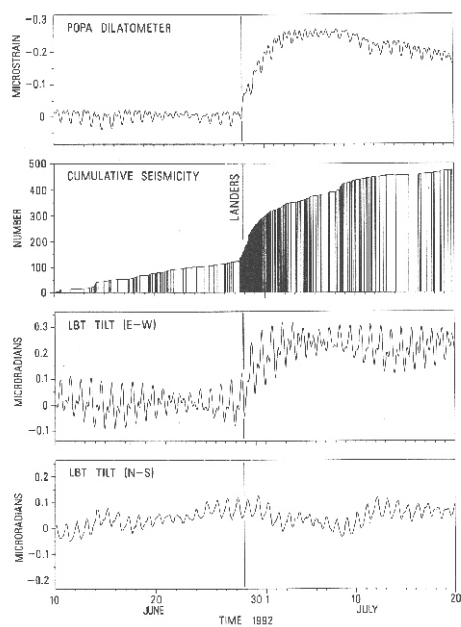 -0.3
POPA DILATOMETER
-0.2
-0.1
0
MICROSTRAIN
500
CUMULATIVE SEISMICITY
400
300
200
100
0
NUMBER
LANDERS
0.3
LBT TILT (E-W)
0.2
0.1
0
-0.1
MICRORADIANS
LBT TILT (N-S)
0.2
0.1
0
-0.1
-0.2
MICRORADIANS
10 20 30 1 10 20
JUNE JULY
TIME 1992